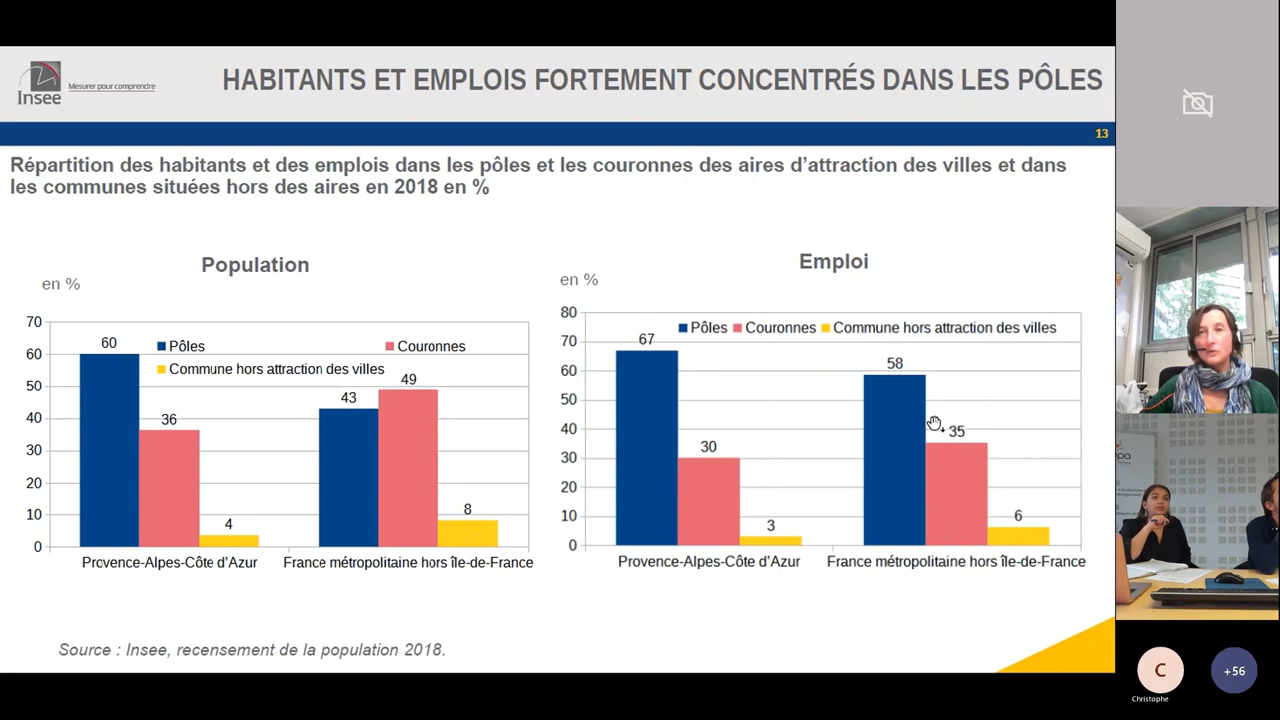 Insee
Mesurer pour comprendre
HABITANTS ET EMPLOIS FORTEMENT CONCENTRÉS DANS LES PÔLES
13
Répartition des habitants et des emplois dans les pôles et les couronnes des aires d'attraction des villes et dans
les communes situées hors des aires en 2018 en %
Population
en %
70
60
50
40
30
20
10
0
Pôles
Couronnes
Commune hors attraction des villes
60
36
4
43
49
8
Provence-Alpes-Côte d'Azur
France métropolitaine hors île-de-France
Emploi
en %
80
70
60
50
40
30
20
10
0
Pôles
Couronnes
Commune hors attraction des villes
67
30
3
58
35
6
Provence-Alpes-Côte d'Azur
France métropolitaine hors île-de-France
Source : Insee, recensement de la population 2018.
C
Christophe
+56